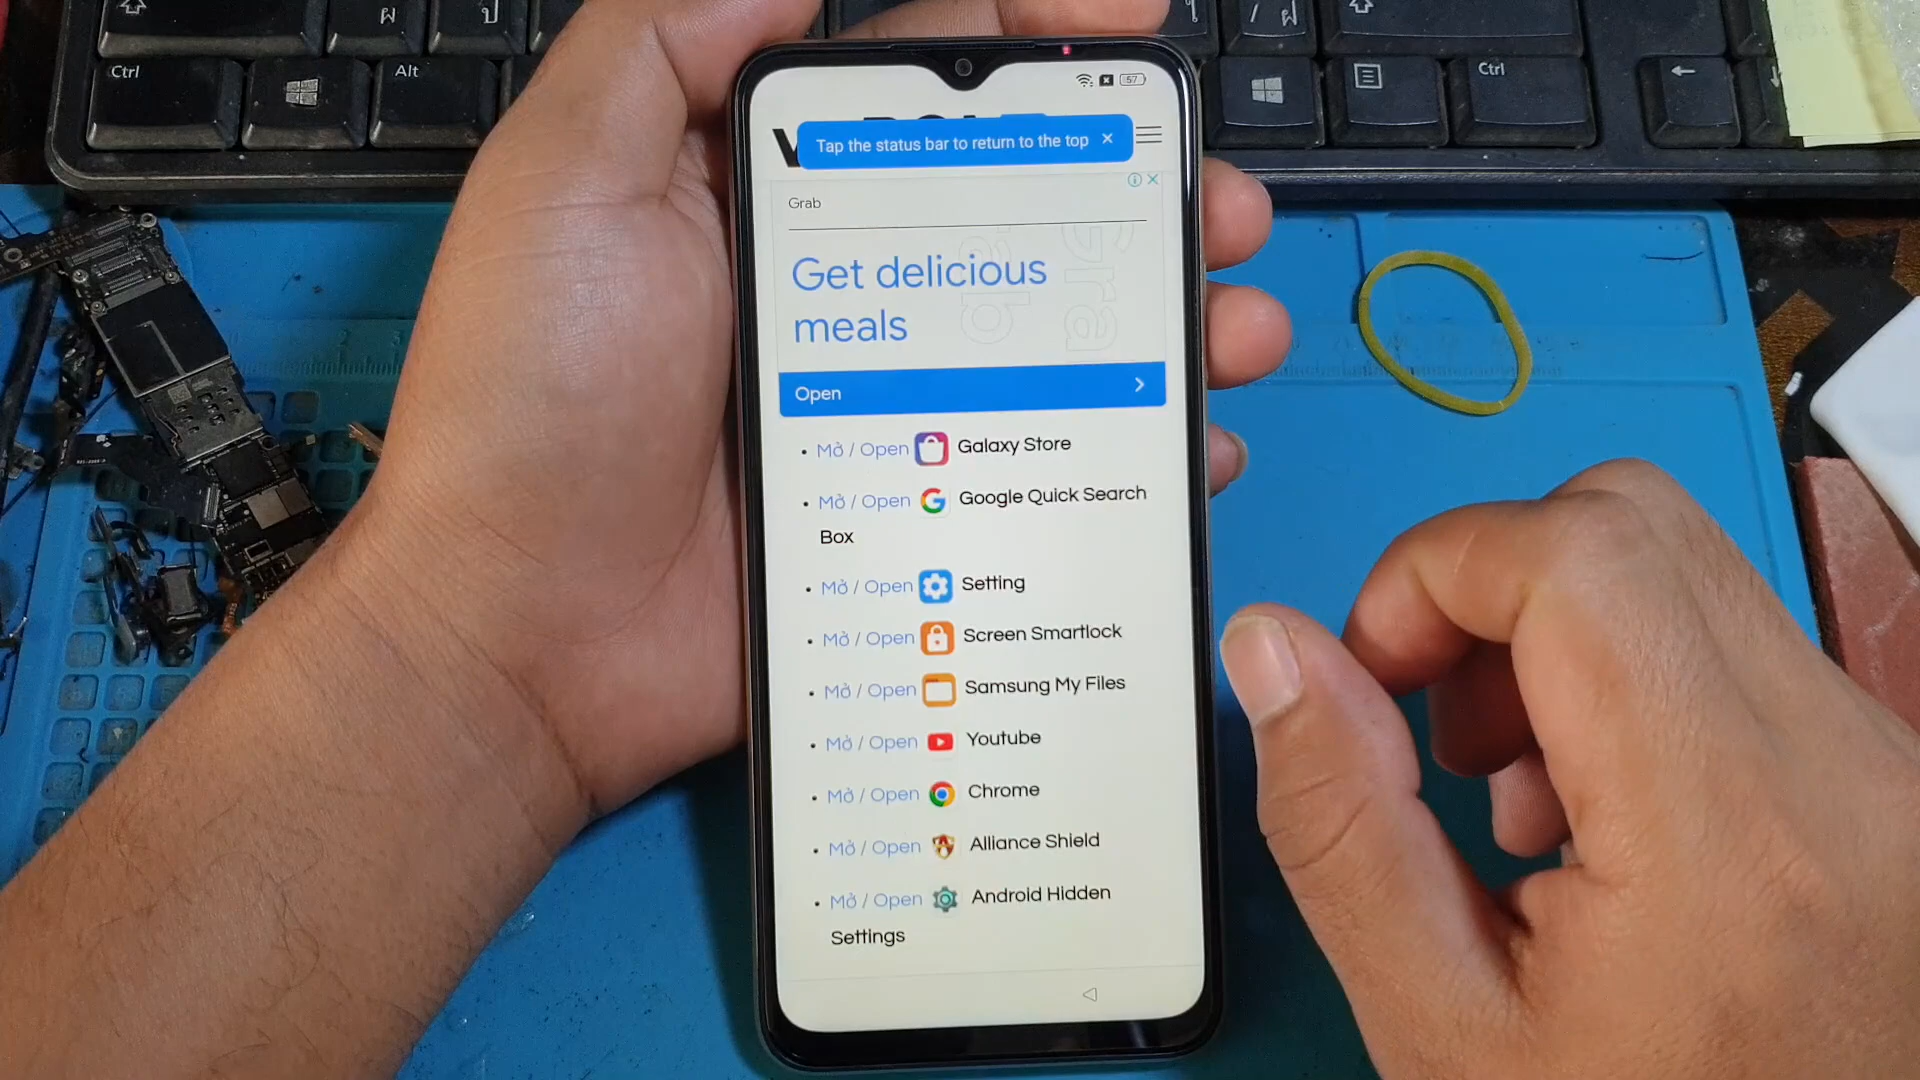 Ctrl
Alt
Ctrl
57
Tap the status bar to return to the top
Grab
Get delicious
meals
Open
Mở / Open Galaxy Store
Mở / Open Google Quick Search
Box
Mở / Open Setting
Mở / Open Screen Smartlock
Mở / Open Samsung My Files
Mở / Open Youtube
Mở / Open Chrome
Mở / Open Alliance Shield
Mở / Open Android Hidden
Settings